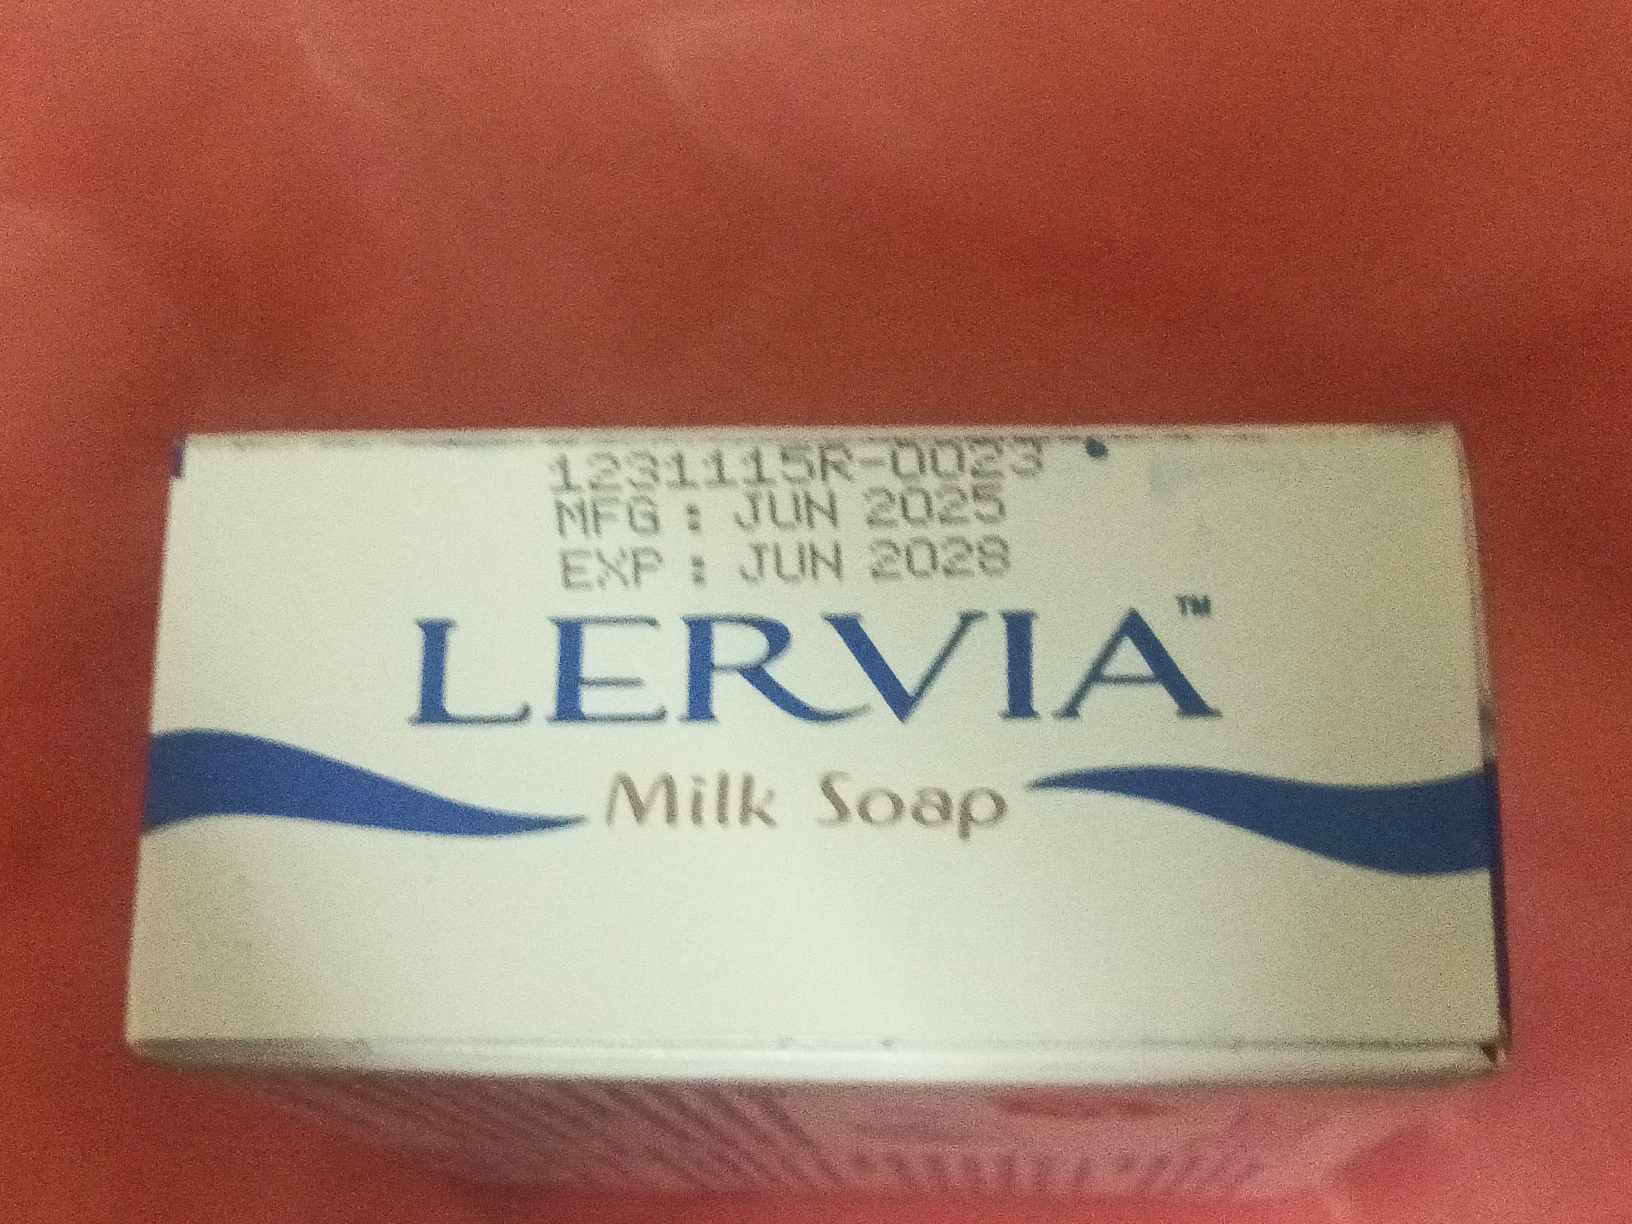 1231115R-0023
MFG : JUN 2025
EXP : JUN 2028
LERVIA™
Milk Soap